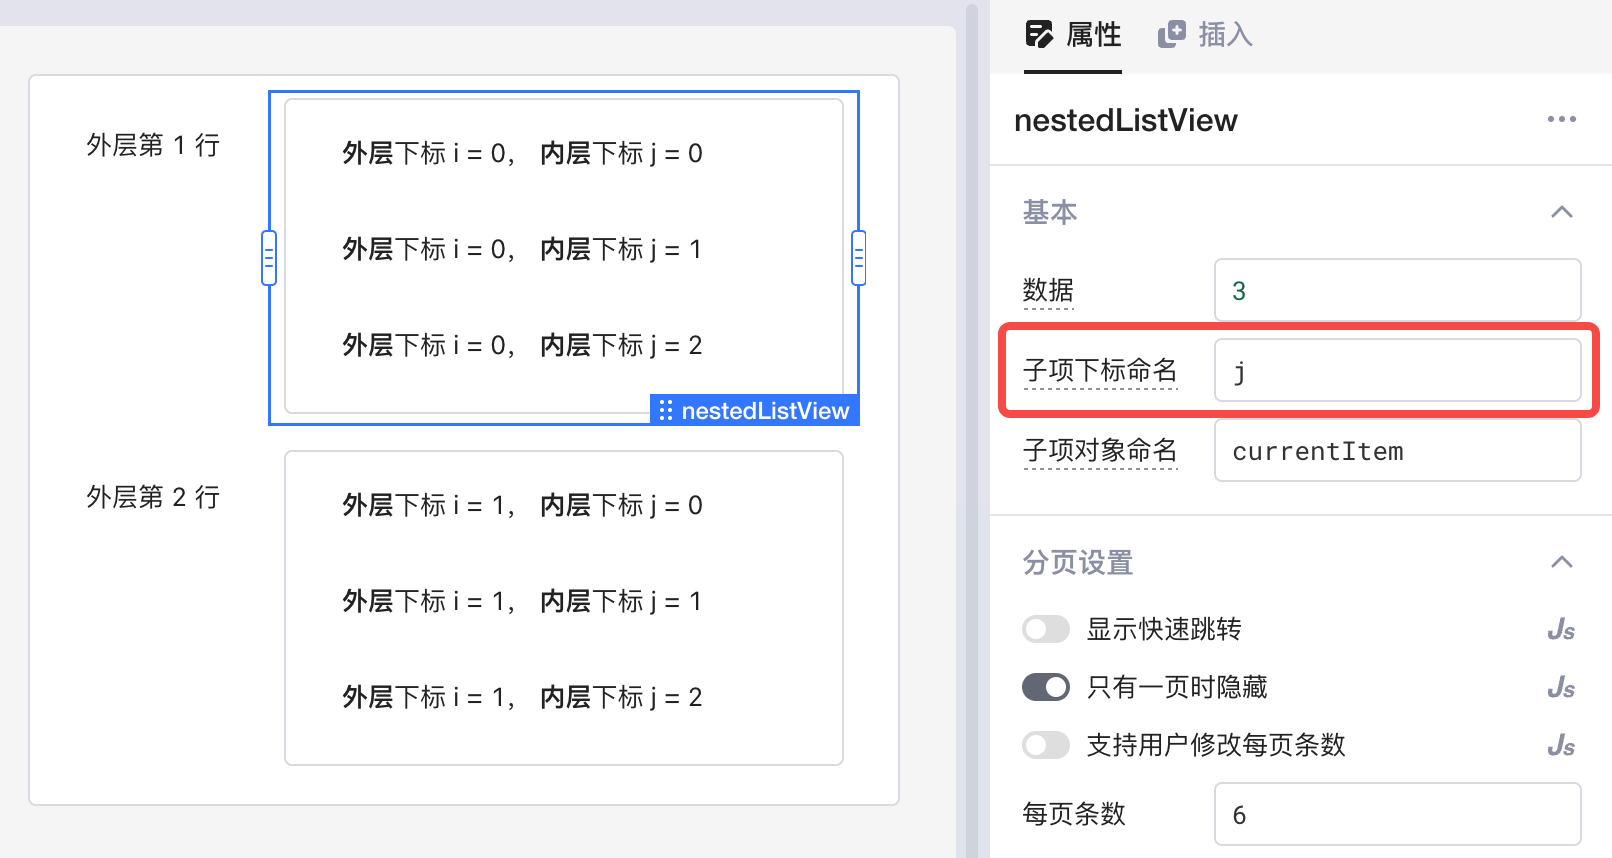 外层第 1 行
外层下标 i = 0， 内层下标 j = 0
外层下标 i = 0， 内层下标 j = 1
外层下标 i = 0， 内层下标 j = 2
nestedListView
外层第 2 行
外层下标 i = 1， 内层下标 j = 0
外层下标 i = 1， 内层下标 j = 1
外层下标 i = 1， 内层下标 j = 2
属性
插入
nestedListView
基本
数据 3
子项下标命名 j
子项对象命名 currentItem
分页设置
显示快速跳转 Js
只有一页时隐藏 Js
支持用户修改每页条数 Js
每页条数 6